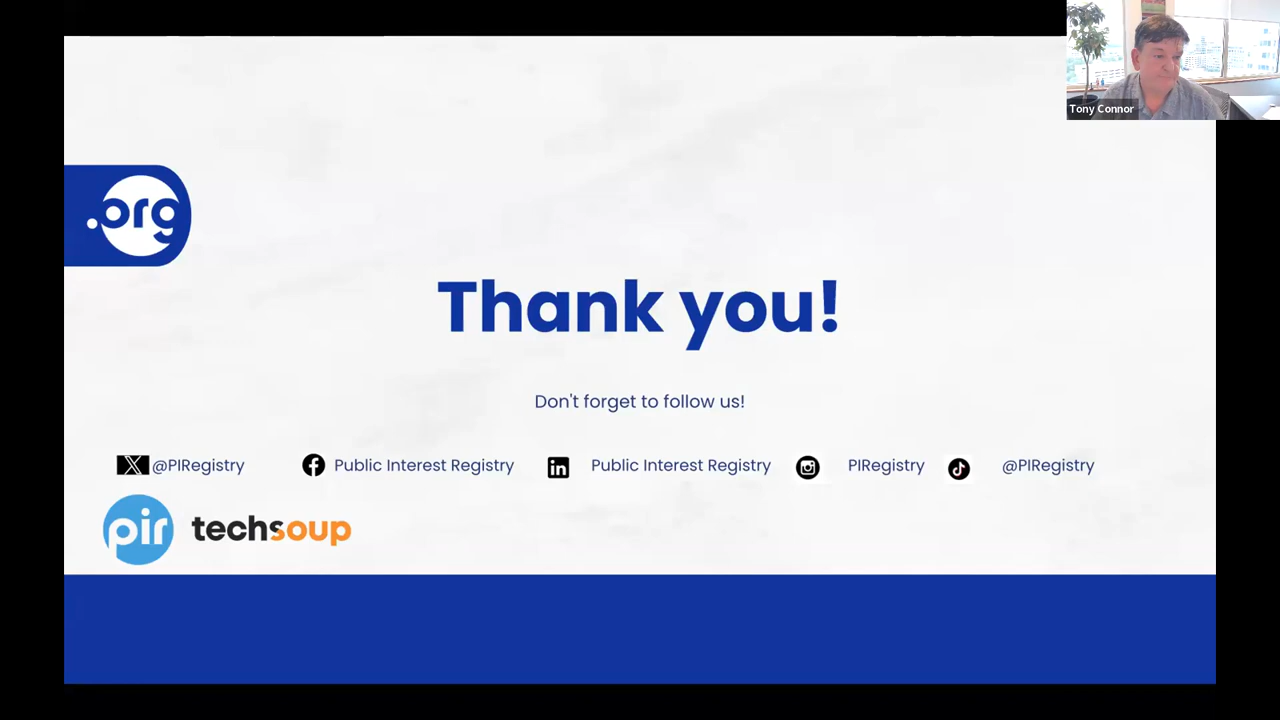 Tony Connor
.org
Thank you!
Don't forget to follow us!
@PIRegistry Public Interest Registry in Public Interest Registry PIRegistry @PIRegistry
pir techsoup